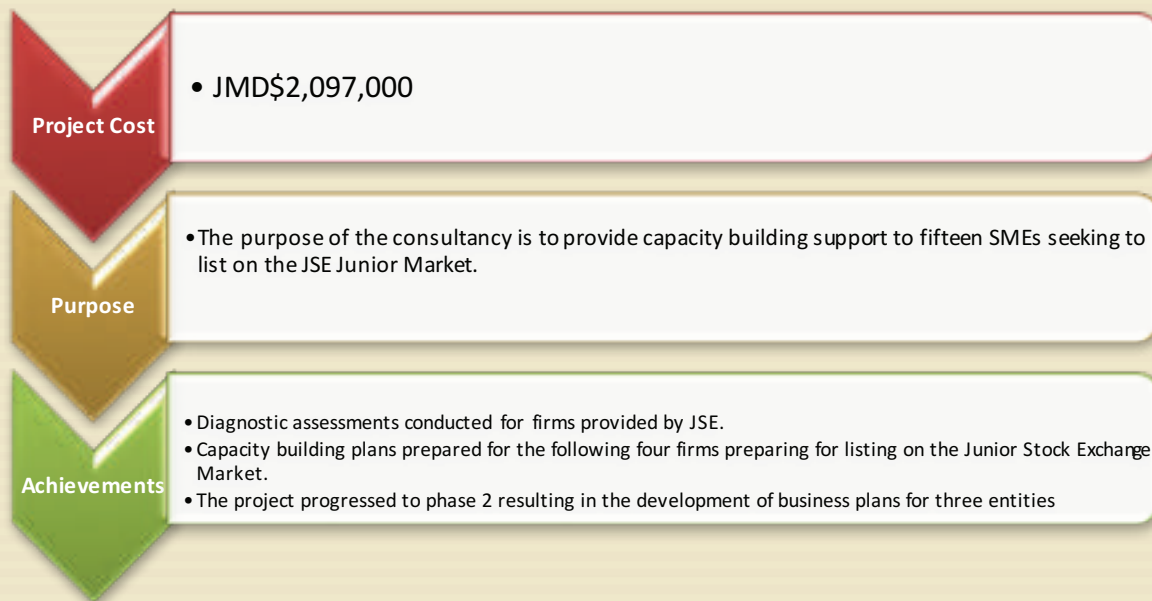 Project Cost
• JMD$2,097,000
Purpose
•The purpose of the consultancy is to provide capacity building support to fifteen SMEs seeking to
list on the JSE Junior Market.
Achievements
• Diagnostic assessments conducted for firms provided by JSE.
• Capacity building plans prepared for the following four firms preparing for listing on the Junior Stock Exchange
Market.
• The project progressed to phase 2 resulting in the development of business plans for three entities